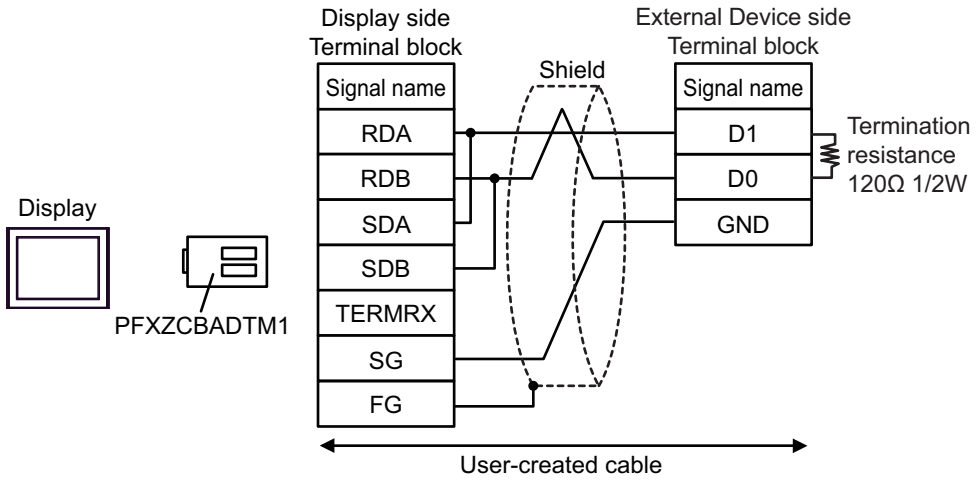 Display side
Terminal block
External Device side
Terminal block
Shield
Signal name
RDA
RDB
SDA
SDB
TERMRX
SG
FG
Signal name
D1
D0
GND
Termination
resistance
120Ω 1/2W
Display
PFXZCBADTM1
User-created cable